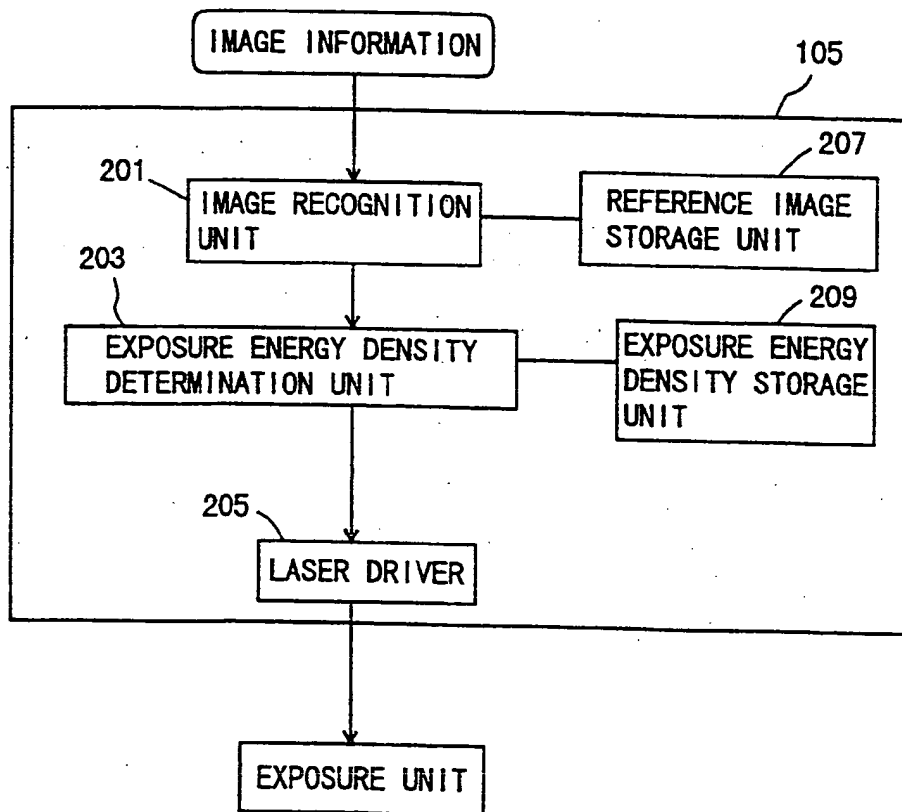 IMAGE INFORMATION
105
201
207
IMAGE RECOGNITION
UNIT
REFERENCE IMAGE
STORAGE UNIT
203
209
EXPOSURE ENERGY DENSITY
DETERMINATION UNIT
EXPOSURE ENERGY
DENSITY STORAGE
UNIT
205
LASER DRIVER
EXPOSURE UNIT